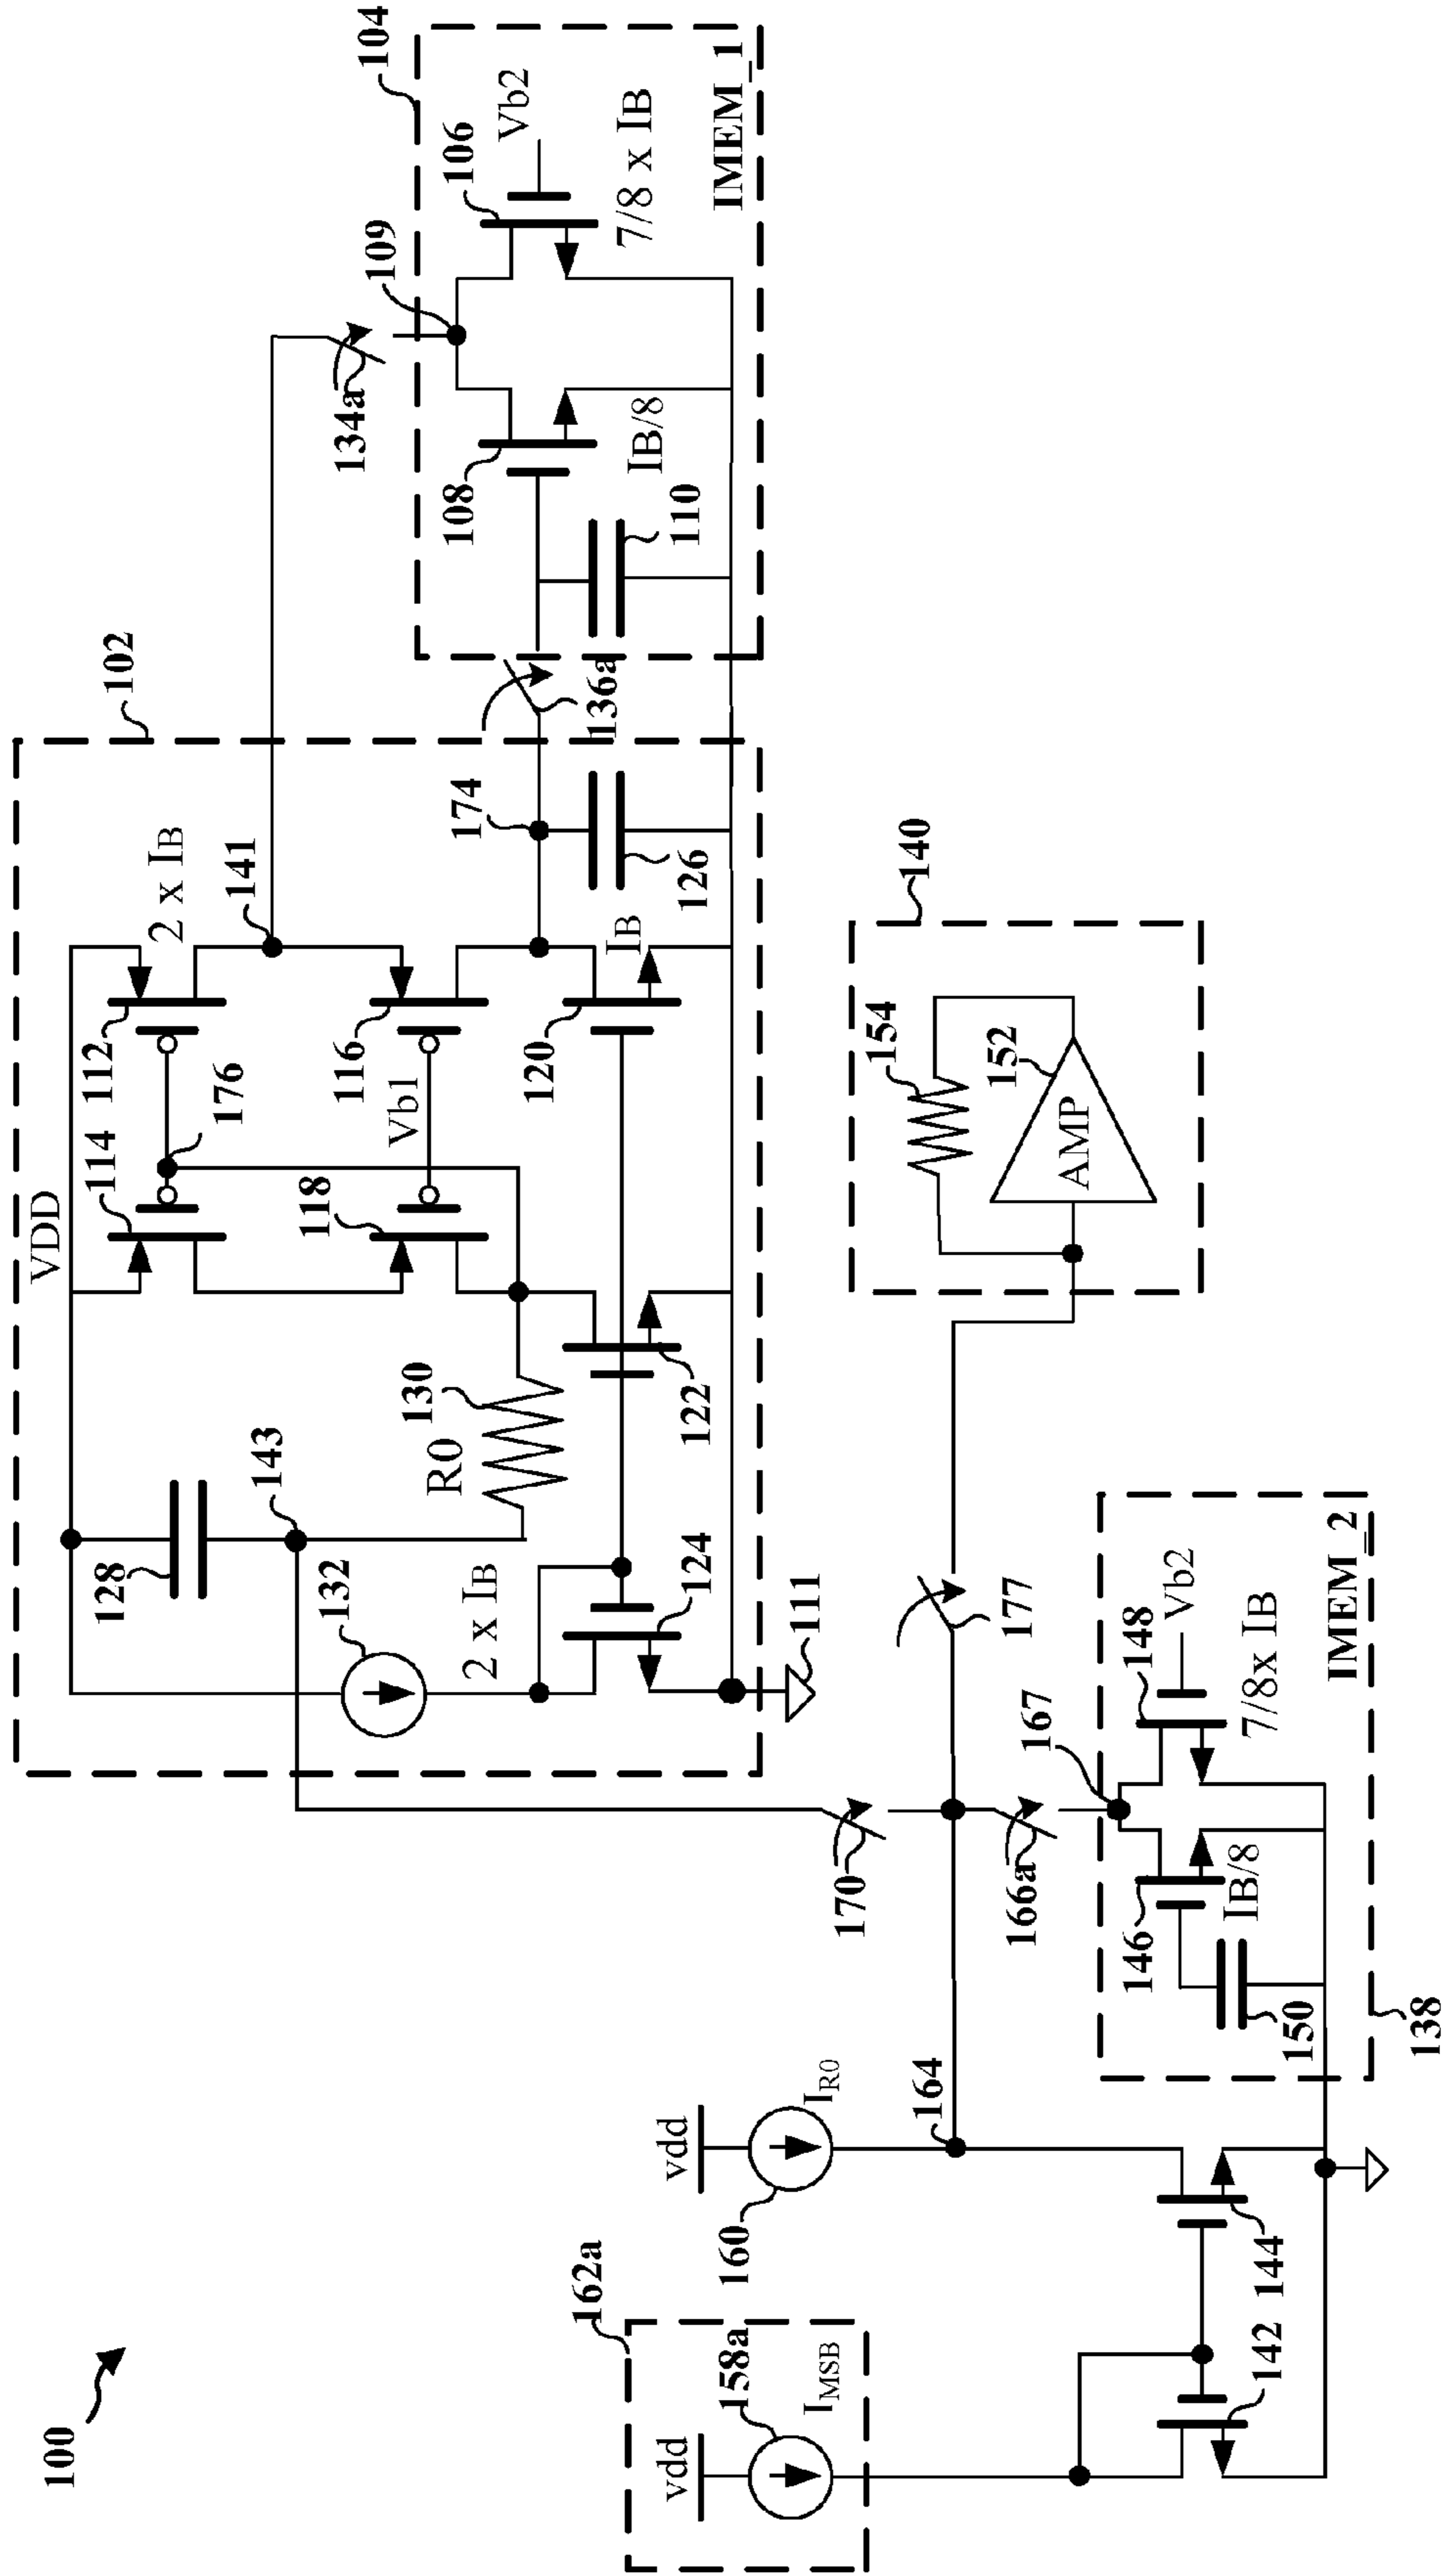 100
102
104
VDD
114
112
2 x IB
141
176
118
116
Vb1
128
143
132
130
R0
2 x IB
124
122
120
IB
174
126
111
134a
109
136a
108
106
Vb2
110
IB/8
7/8 x IB
IMEM_1
140
154
152
AMP
177
170
166a
167
146
148
Vb2
150
IB/8
7/8x IB
IMEM_2
138
162a
vdd
158a
IMSB
vdd
160
IR0
164
142
144